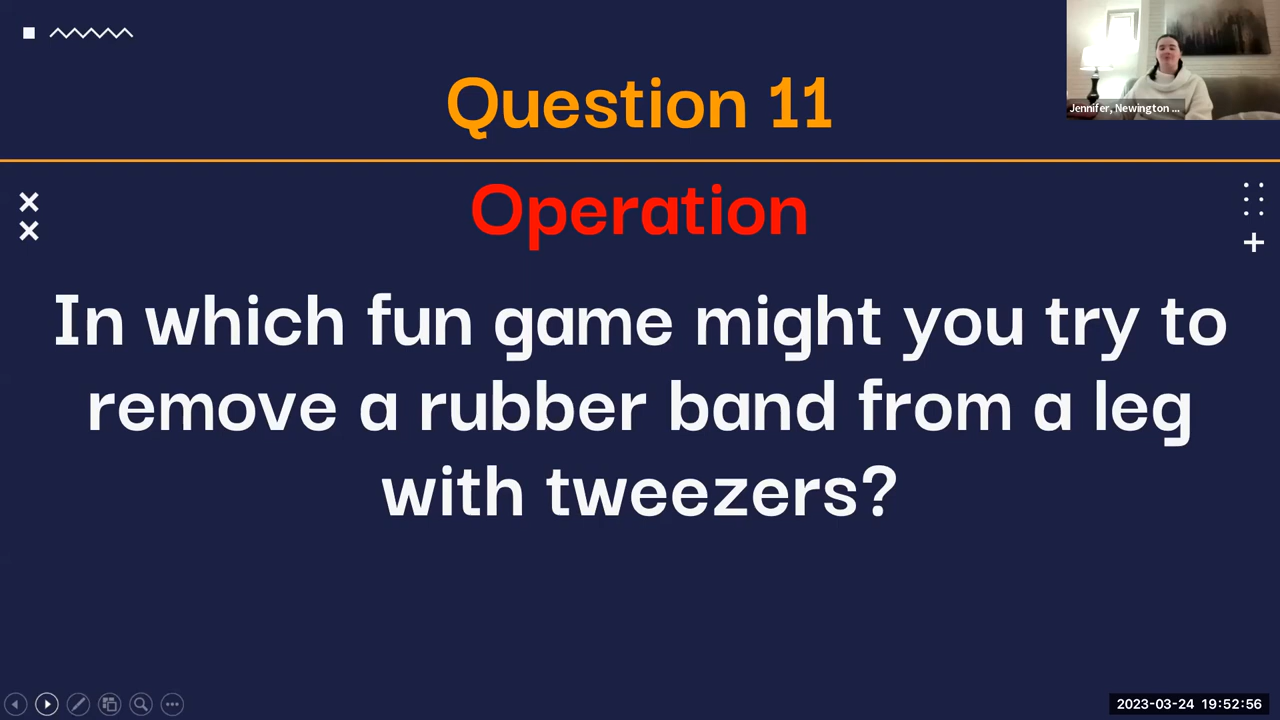 Question 11
Jennifer, Newington ...
Operation
In which fun game might you try to
remove a rubber band from a leg
with tweezers?
2023-03-24 19:52:56